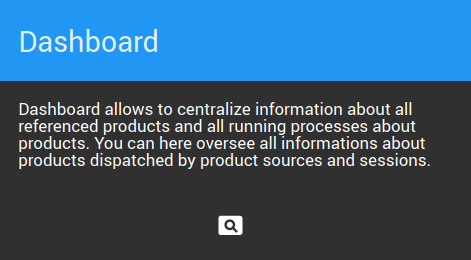 Dashboard
Dashboard allows to centralize information about all
referenced products and all running processes about
products. You can here oversee all informations about
products dispatched by product sources and sessions.